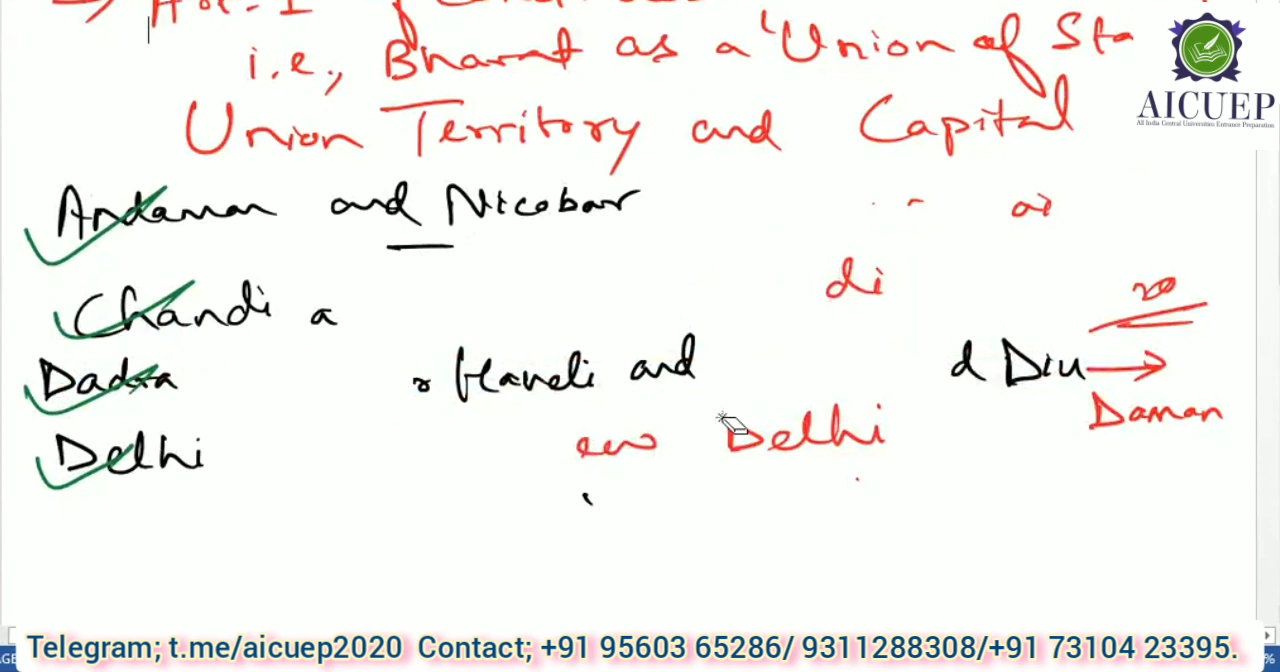 i.e., Bharat as a 'Union of Sta
Union Territory and Capital
AICUEP
All India Central Universities Entrance Preparation
Andaman and Nicobar
di
Chandi a
Dadra Haveli and d Diu → Daman
Delhi ew Delhi
Telegram; t.me/aicuep2020 Contact; +91 95603 65286/ 9311288308/+91 73104 23395.